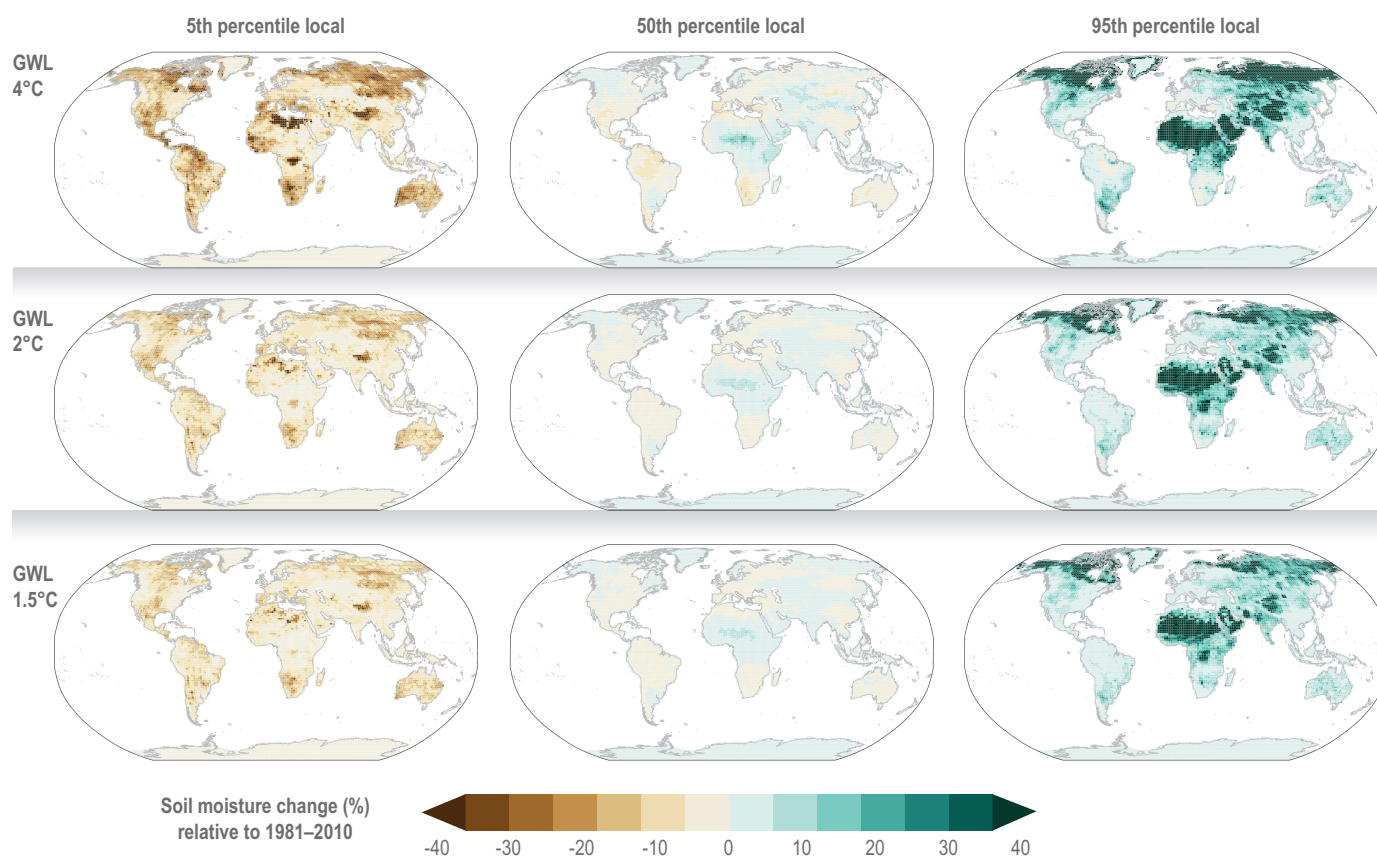 5th percentile local
50th percentile local
95th percentile local
GWL
4°C
GWL
2°C
GWL
1.5°C
Soil moisture change (%)
relative to 1981–2010
-40 -30 -20 -10 0 10 20 30 40